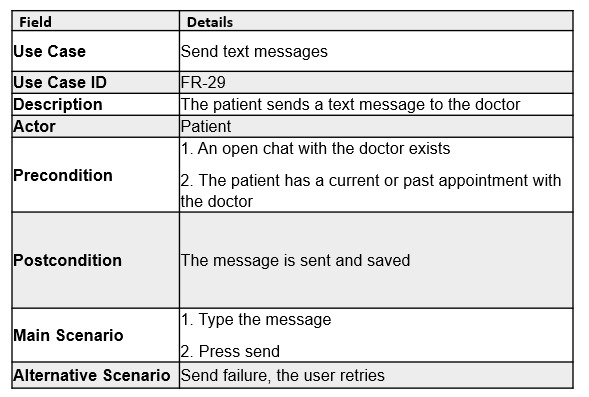 Field Details
Use Case Send text messages
Use Case ID FR-29
Description The patient sends a text message to the doctor
Actor Patient
Precondition 1. An open chat with the doctor exists
2. The patient has a current or past appointment with
the doctor
Postcondition The message is sent and saved
Main Scenario 1. Type the message
2. Press send
Alternative Scenario Send failure, the user retries